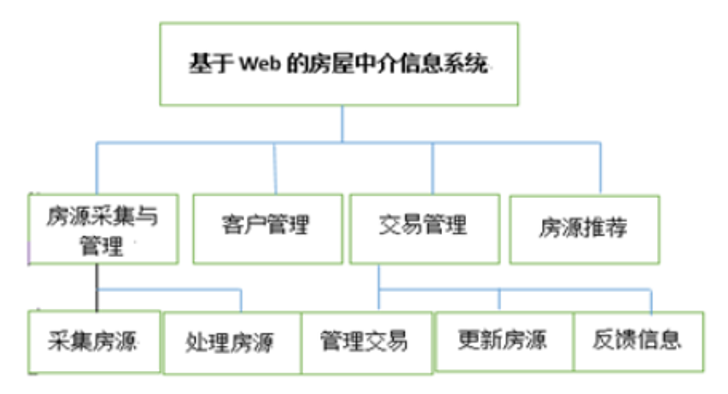 基于 Web 的房屋中介信息系统
房源采集与
管理
客户管理
交易管理
房源推荐
采集房源
处理房源
管理交易
更新房源
反馈信息